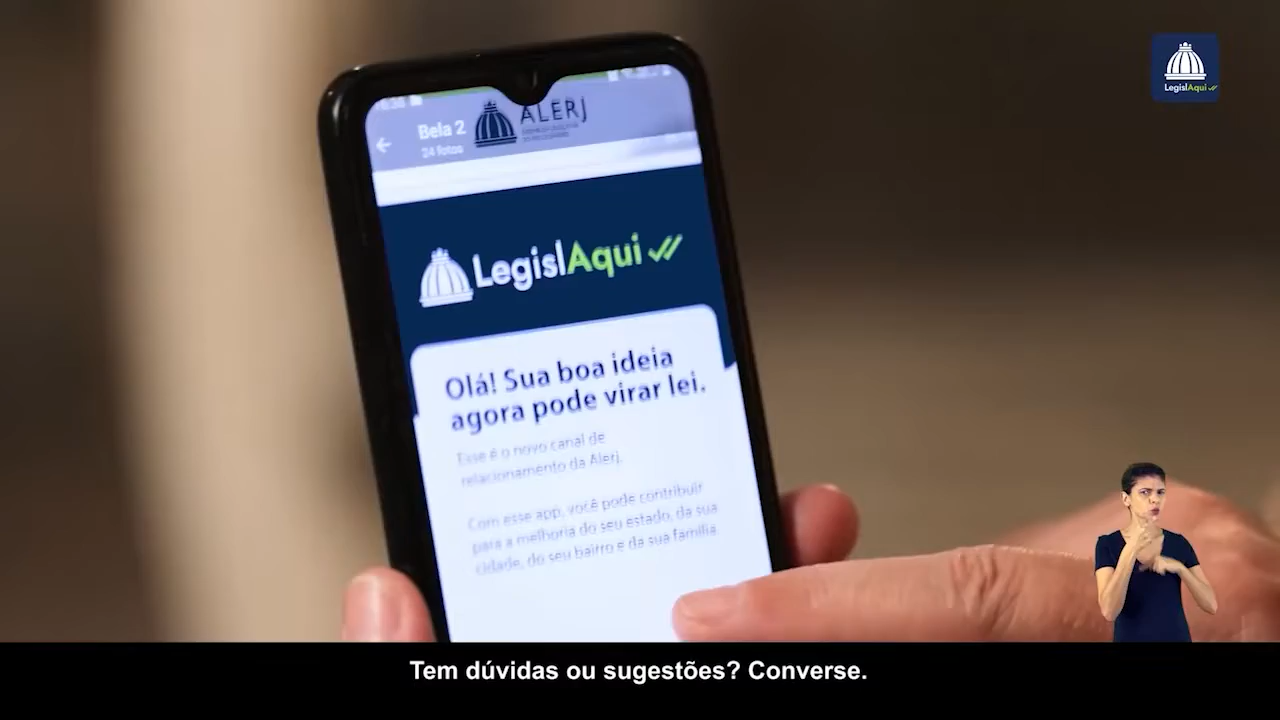 LegislAqui
Bela 2
24 fotos
ALERJ
LegislAqui
Olá! Sua boa ideia
agora pode virar lei.
Esse é o novo canal de
relacionamento da Alerj.
Com esse app, você pode contribuir
para a melhoria do seu estado, da sua
cidade, do seu bairro e da sua família.
Tem dúvidas ou sugestões? Converse.